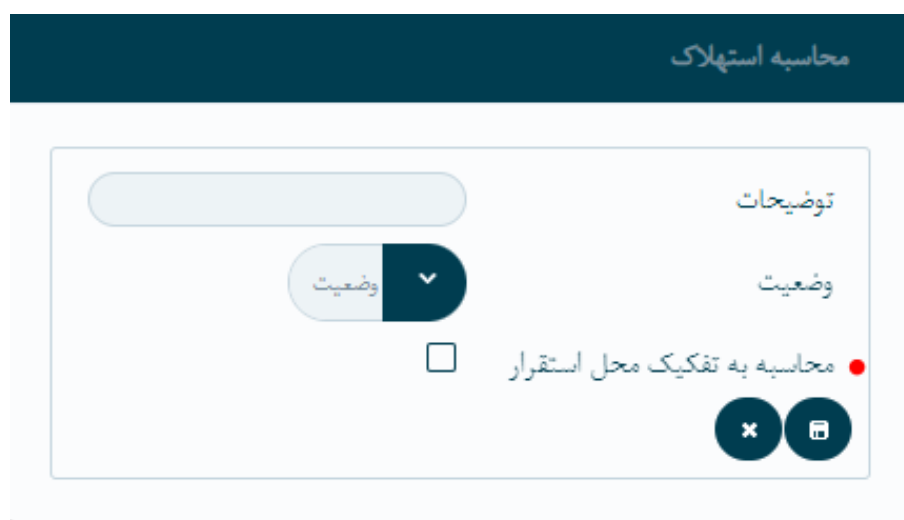 محاسبه استهلاک
توضیحات
وضعیت وضعیت
محاسبه به تفکیک محل استقرار